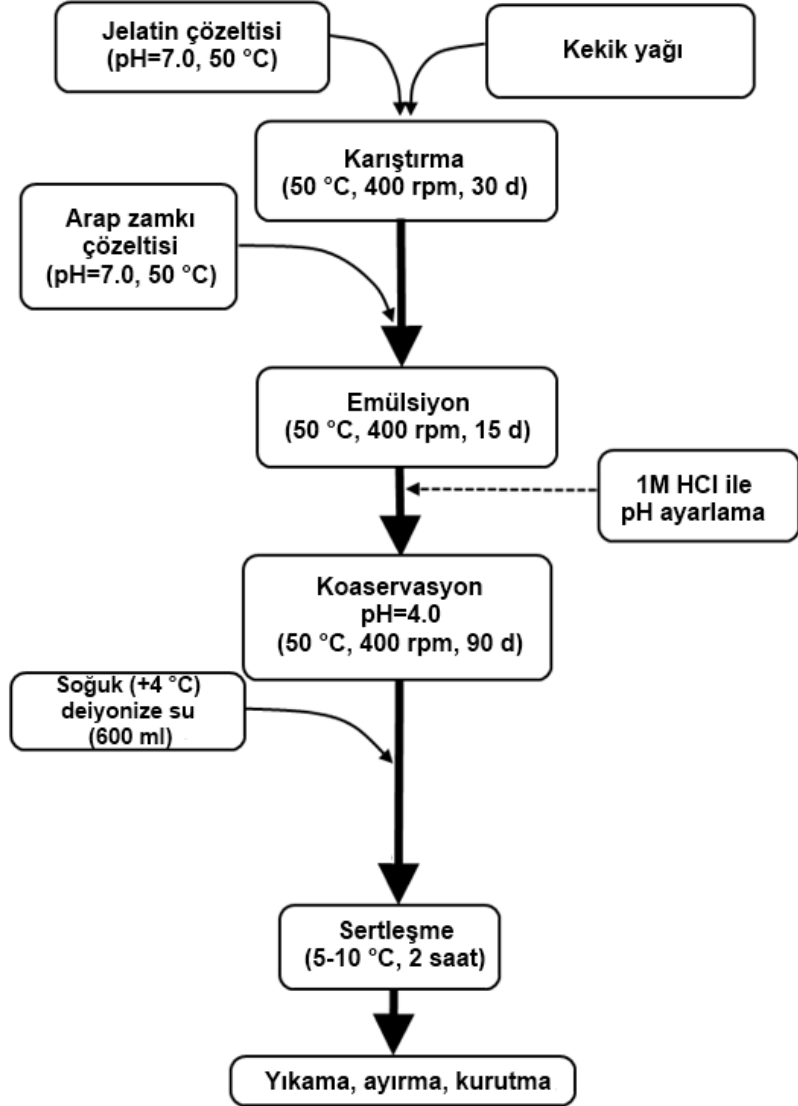 Jelatin çözeltisi
(pH=7.0, 50 °C)
Kekik yağı
Karıştırma
(50 °C, 400 rpm, 30 d)
Arap zamkı
çözeltisi
(pH=7.0, 50 °C)
Emülsiyon
(50 °C, 400 rpm, 15 d)
1M HCl ile
pH ayarlama
Koaservasyon
pH=4.0
(50 °C, 400 rpm, 90 d)
Soğuk (+4 °C)
deiyonize su
(600 ml)
Sertleşme
(5-10 °C, 2 saat)
Yıkama, ayırma, kurutma